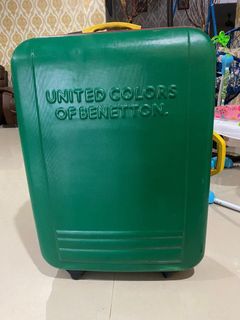 UNITED COLORS
OF BENETTON.